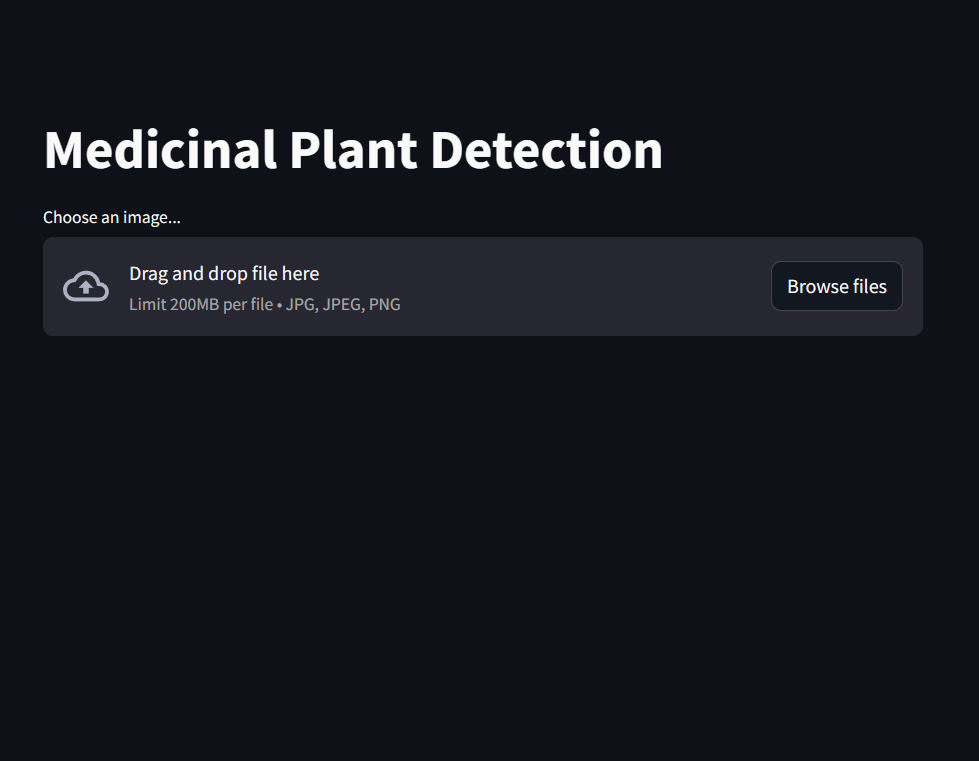 Medicinal Plant Detection
Choose an image...
Drag and drop file here
Limit 200MB per file • JPG, JPEG, PNG
Browse files